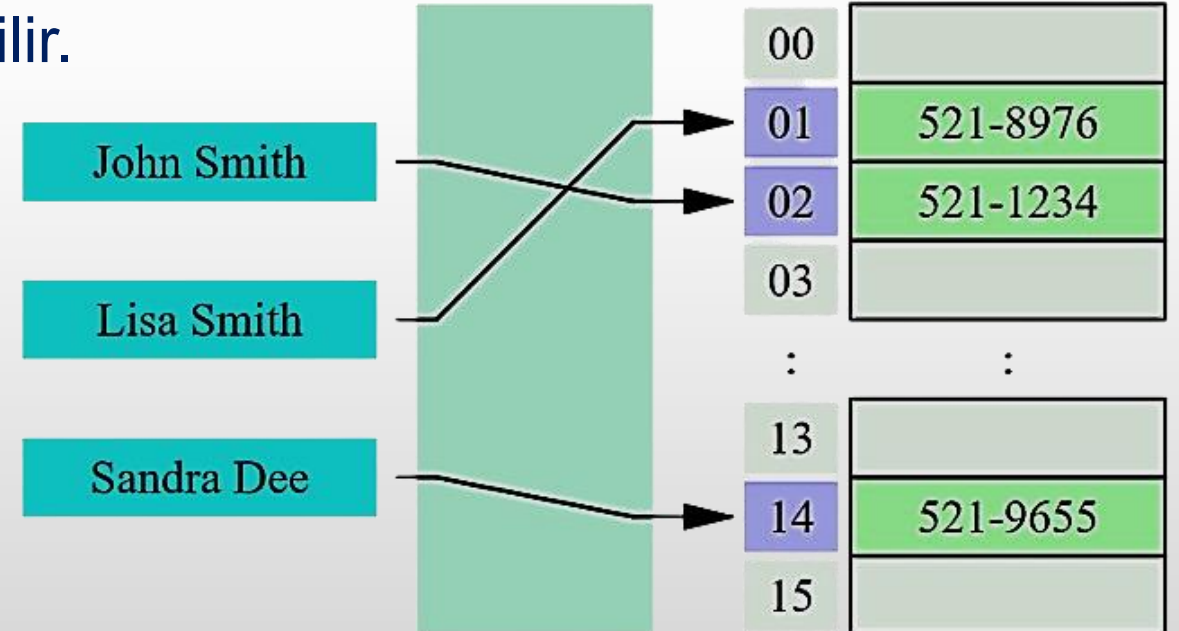 ilir.
John Smith
Lisa Smith
Sandra Dee
00
01 521-8976
02 521-1234
03
: :
13
14 521-9655
15